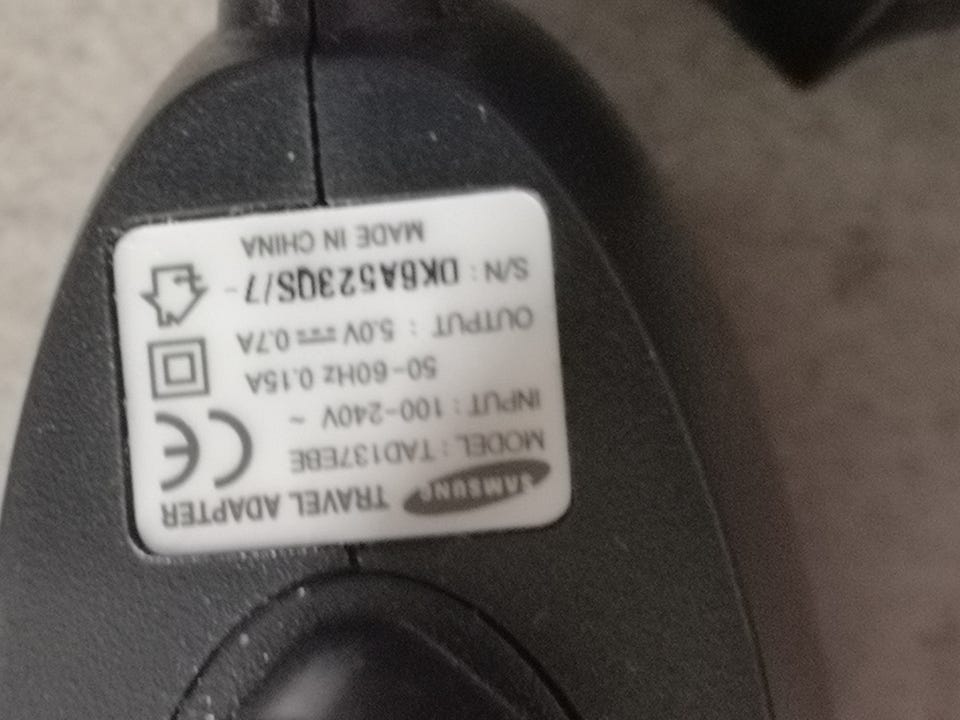 SAMSUNG TRAVEL ADAPTER
MODEL : TAD137EBE
INPUT : 100-240V ~
50-60Hz 0.15A
OUTPUT : 5.0V ⎓ 0.7A
S/N : DK6A523QS/7 -
MADE IN CHINA
CE